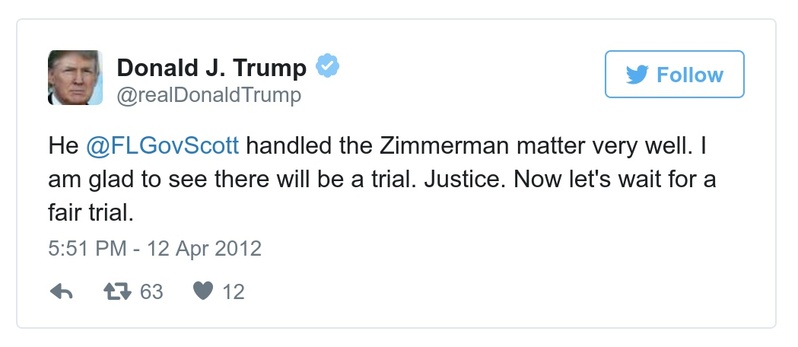 Donald J. Trump
@realDonaldTrump
Follow
He @FLGovScott handled the Zimmerman matter very well. I
am glad to see there will be a trial. Justice. Now let's wait for a
fair trial.
5:51 PM - 12 Apr 2012
63 12